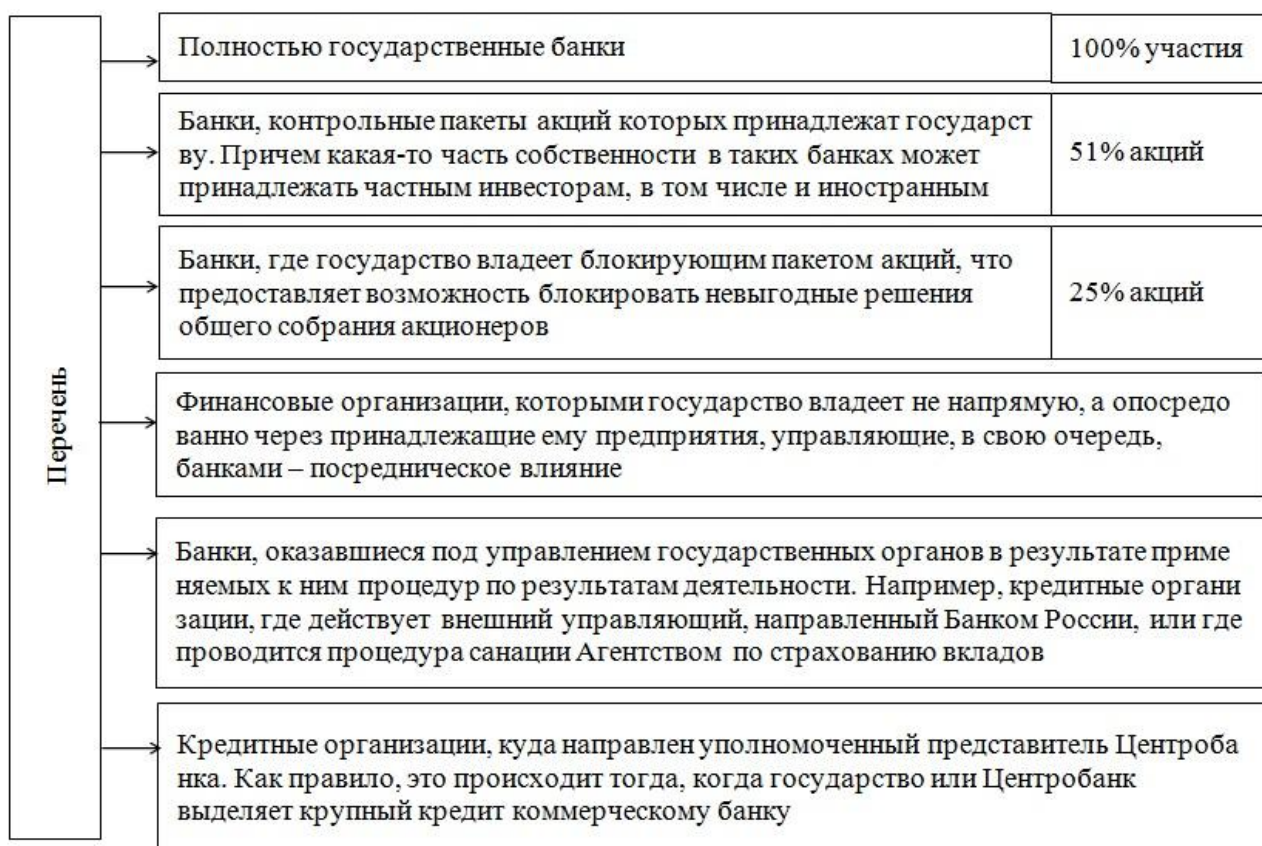 Перечень
Полностью государственные банки
100% участия
Банки, контрольные пакеты акций которых принадлежат государст
ву. Причем какая-то часть собственности в таких банках может
принадлежать частным инвесторам, в том числе и иностранным
51% акций
Банки, где государство владеет блокирующим пакетом акций, что
предоставляет возможность блокировать невыгодные решения
общего собрания акционеров
25% акций
Финансовые организации, которыми государство владеет не напрямую, а опосредо
ванно через принадлежащие ему предприятия, управляющие, в свою очередь,
банками – посредническое влияние
Банки, оказавшиеся под управлением государственных органов в результате приме
няемых к ним процедур по результатам деятельности. Например, кредитные органи
зации, где действует внешний управляющий, направленный Банком России, или где
проводится процедура санации Агентством по страхованию вкладов
Кредитные организации, куда направлен уполномоченный представитель Центроба
нка. Как правило, это происходит тогда, когда государство или Центробанк
выделяет крупный кредит коммерческому банку